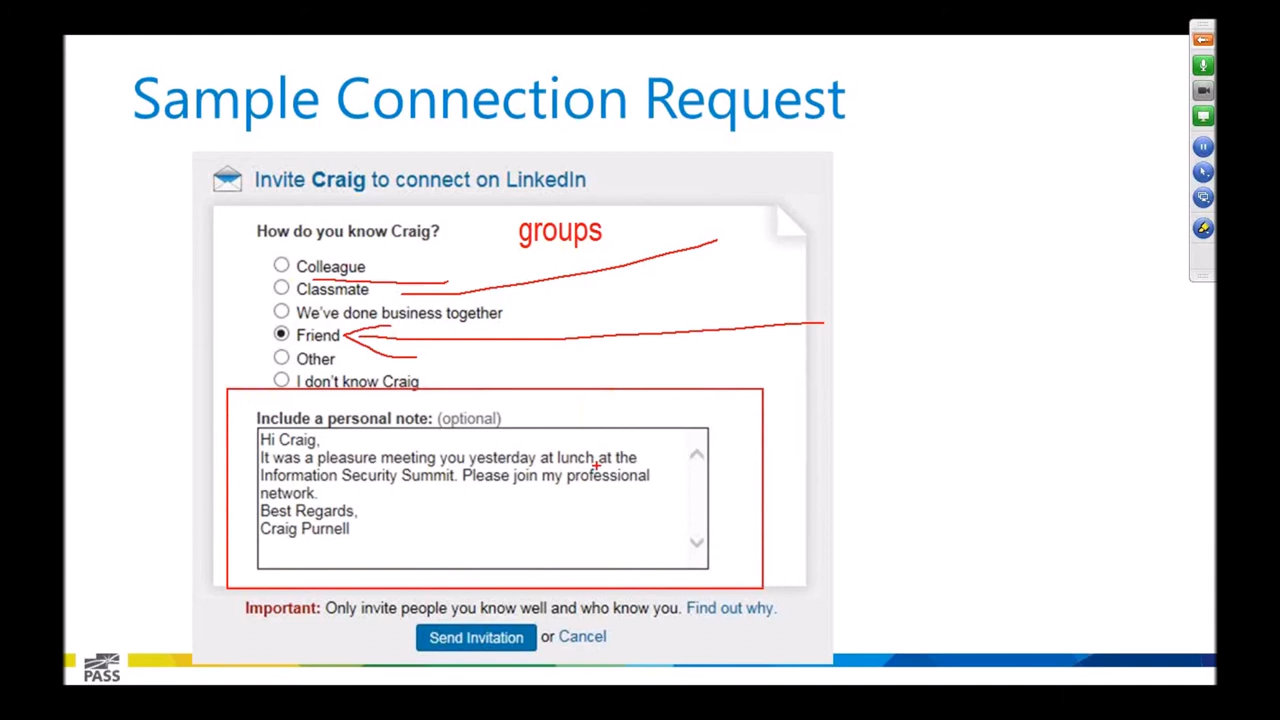 Sample Connection Request
Invite Craig to connect on LinkedIn
How do you know Craig?
groups
Colleague
Classmate
We've done business together
Friend
Other
I don't know Craig
Include a personal note: (optional)
Hi Craig,
It was a pleasure meeting you yesterday at lunch at the
Information Security Summit. Please join my professional
network.
Best Regards,
Craig Purnell
Important: Only invite people you know well and who know you. Find out why.
Send Invitation or Cancel
PASS